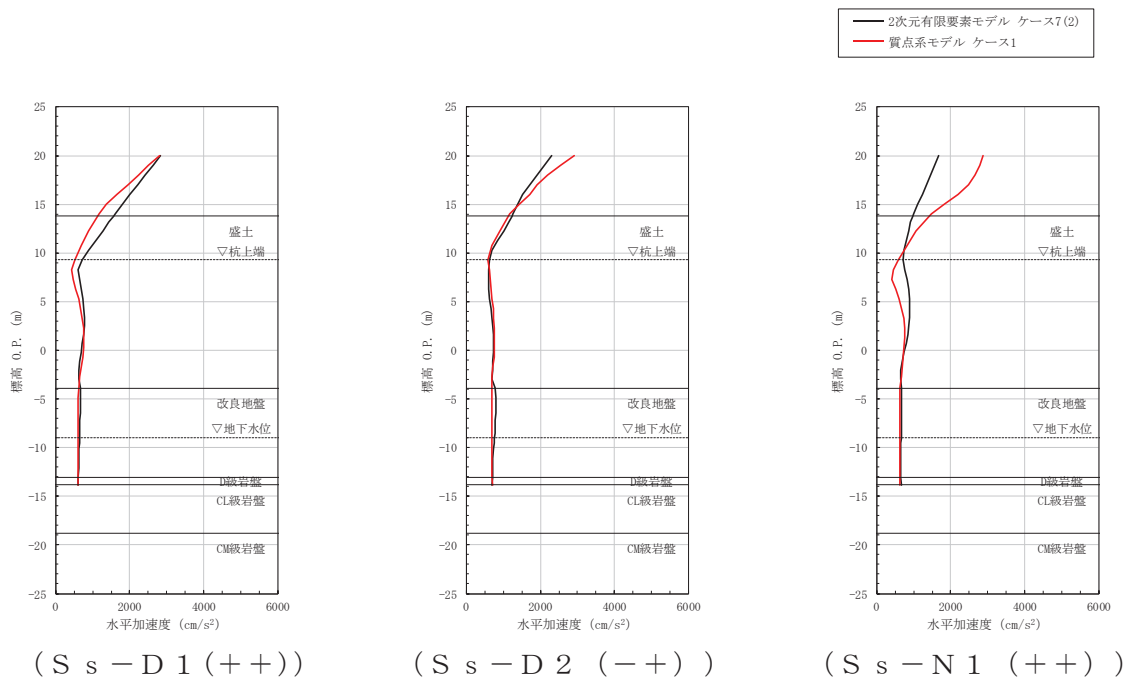 2次元有限要素モデル ケース7(2)
質点系モデル ケース1
25
20
15
10
5
0
-5
-10
-15
-20
-25
標高 O.P. (m)
盛土
▽杭上端
改良地盤
▽地下水位
D級岩盤
CL級岩盤
CM級岩盤
0 2000 4000 6000
水平加速度 (cm/s²)
(Ss-D1(++))
25
20
15
10
5
0
-5
-10
-15
-20
-25
標高 O.P. (m)
盛土
▽杭上端
改良地盤
▽地下水位
D級岩盤
CL級岩盤
CM級岩盤
0 2000 4000 6000
水平加速度 (cm/s²)
(Ss-D2 (-+))
25
20
15
10
5
0
-5
-10
-15
-20
-25
標高 O.P. (m)
盛土
▽杭上端
改良地盤
▽地下水位
D級岩盤
CL級岩盤
CM級岩盤
0 2000 4000 6000
水平加速度 (cm/s²)
(Ss-N1 (++))